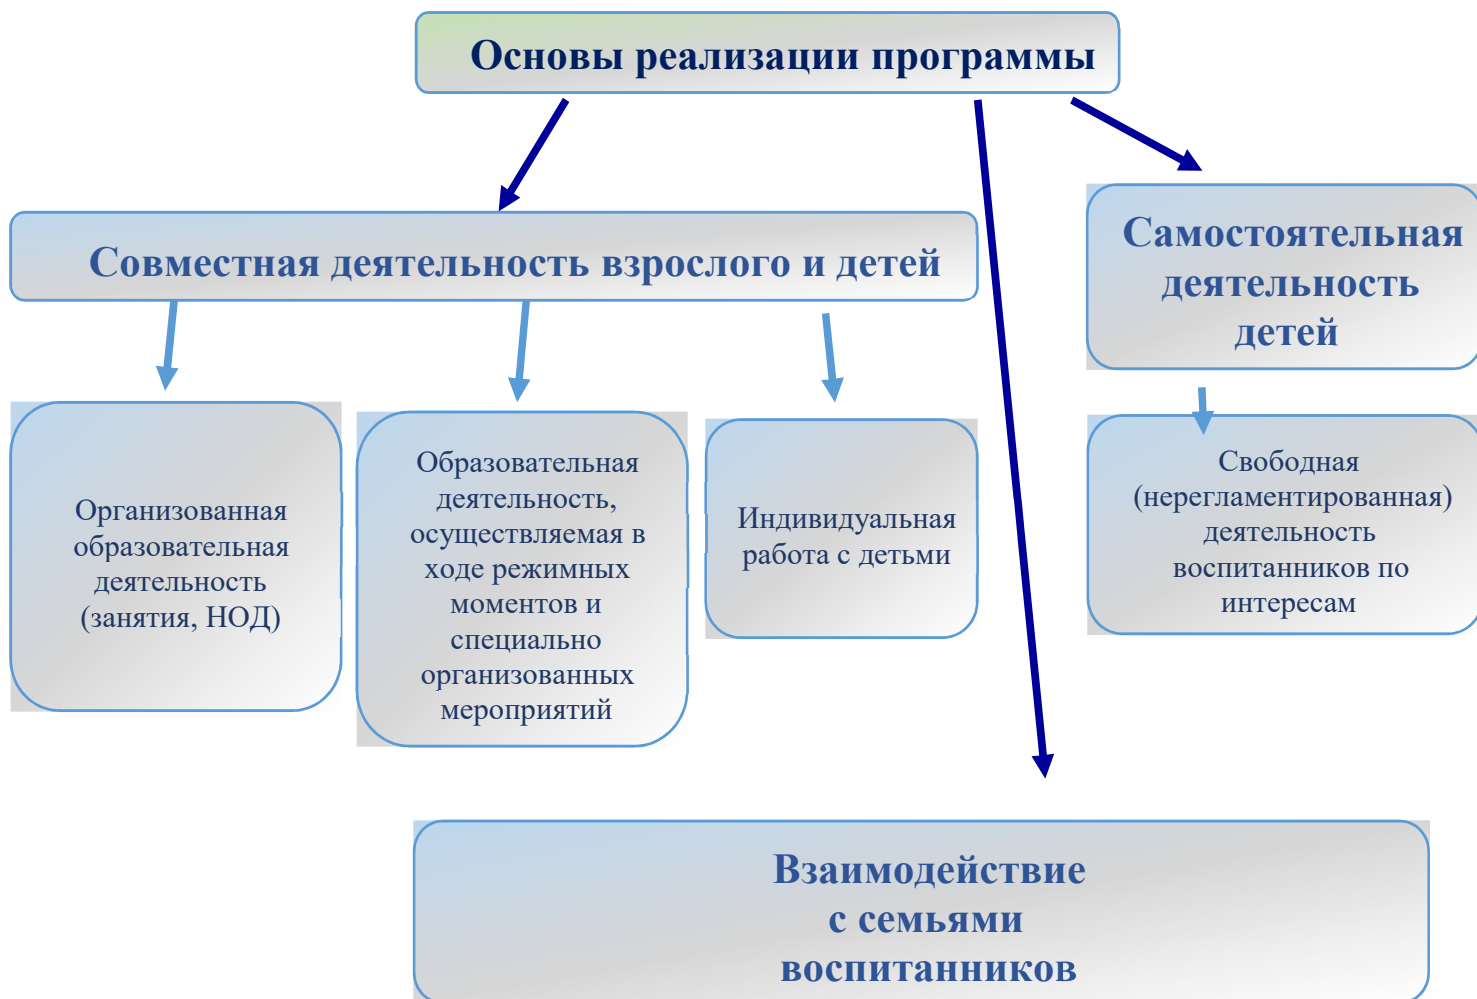 Основы реализации программы
Совместная деятельность взрослого и детей
Самостоятельная
деятельность
детей
Организованная
образовательная
деятельность
(занятия, НОД)
Образовательная
деятельность,
осуществляемая в
ходе режимных
моментов и
специально
организованных
мероприятий
Индивидуальная
работа с детьми
Свободная
(нерегламентированная)
деятельность
воспитанников по
интересам
Взаимодействие
с семьями
воспитанников